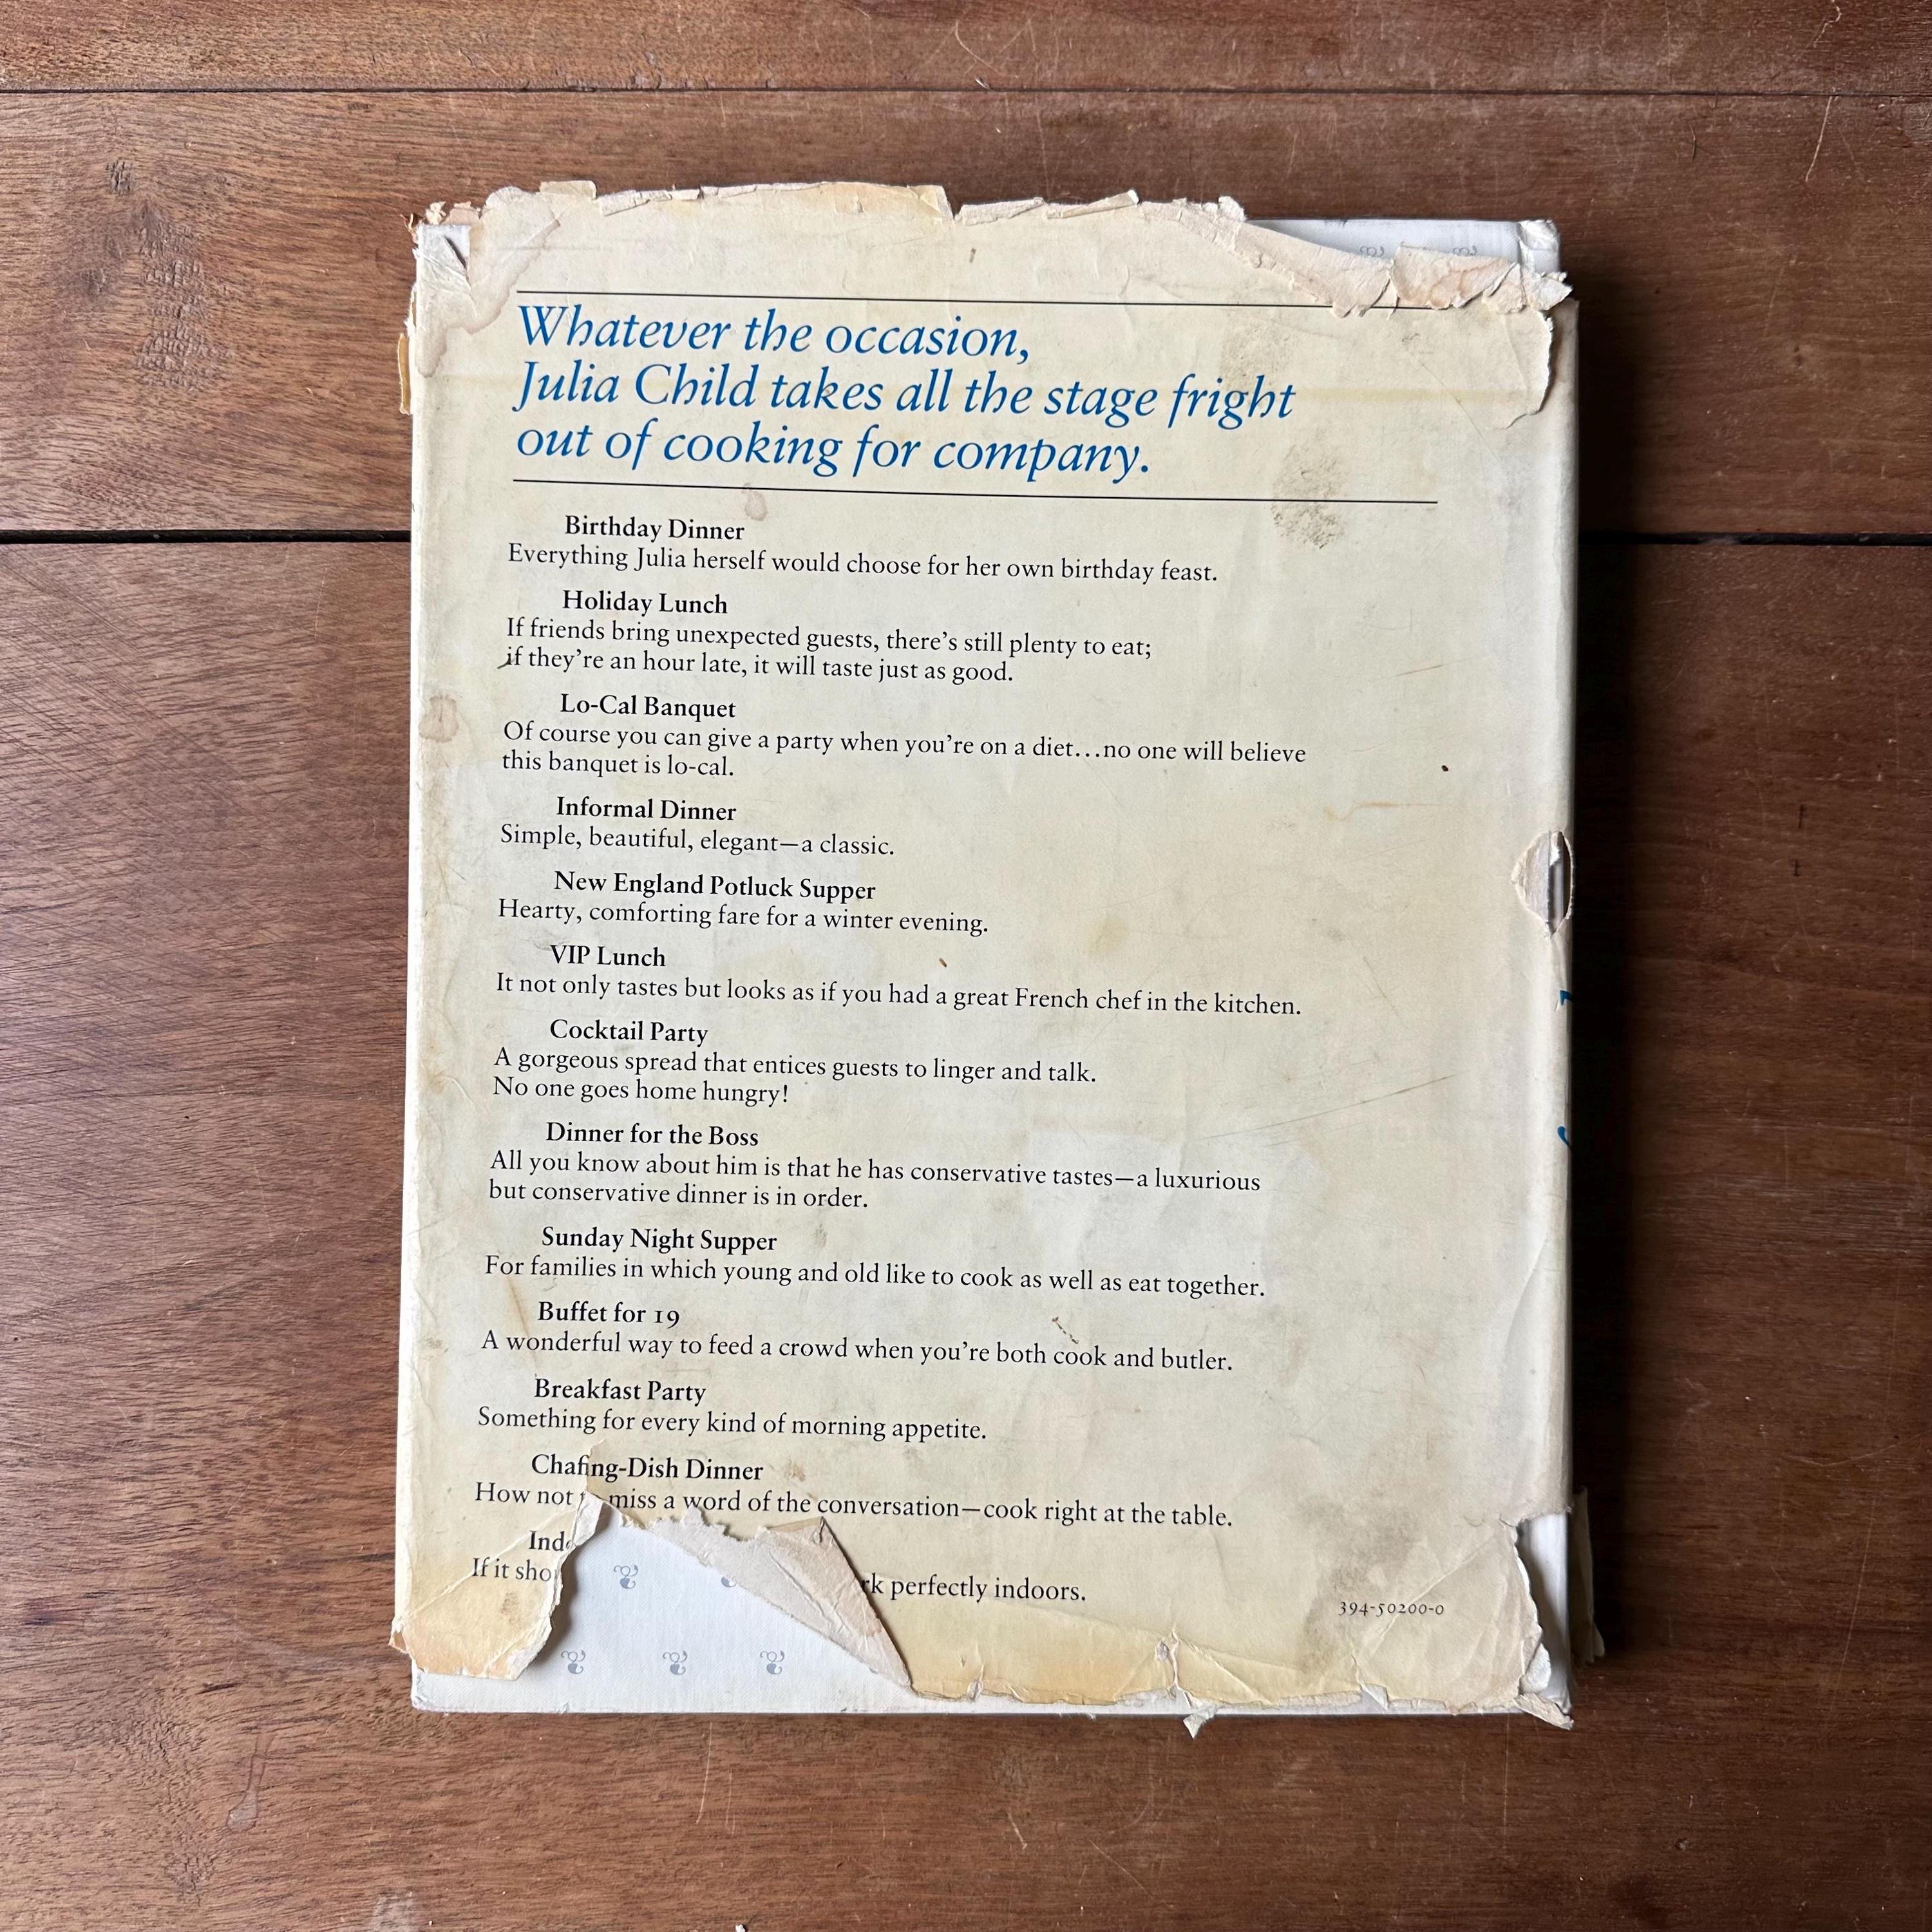 Whatever the occasion,
Julia Child takes all the stage fright
out of cooking for company.
Birthday Dinner
Everything Julia herself would choose for her own birthday feast.
Holiday Lunch
If friends bring unexpected guests, there's still plenty to eat;
if they're an hour late, it will taste just as good.
Lo-Cal Banquet
Of course you can give a party when you're on a diet...no one will believe
this banquet is lo-cal.
Informal Dinner
Simple, beautiful, elegant—a classic.
New England Potluck Supper
Hearty, comforting fare for a winter evening.
VIP Lunch
It not only tastes but looks as if you had a great French chef in the kitchen.
Cocktail Party
A gorgeous spread that entices guests to linger and talk.
No one goes home hungry!
Dinner for the Boss
All you know about him is that he has conservative tastes—a luxurious
but conservative dinner is in order.
Sunday Night Supper
For families in which young and old like to cook as well as eat together.
Buffet for 19
A wonderful way to feed a crowd when you're both cook and butler.
Breakfast Party
Something for every kind of morning appetite.
Chafing-Dish Dinner
How not miss a word of the conversation—cook right at the table.
If it perfectly indoors.
394-50200-0